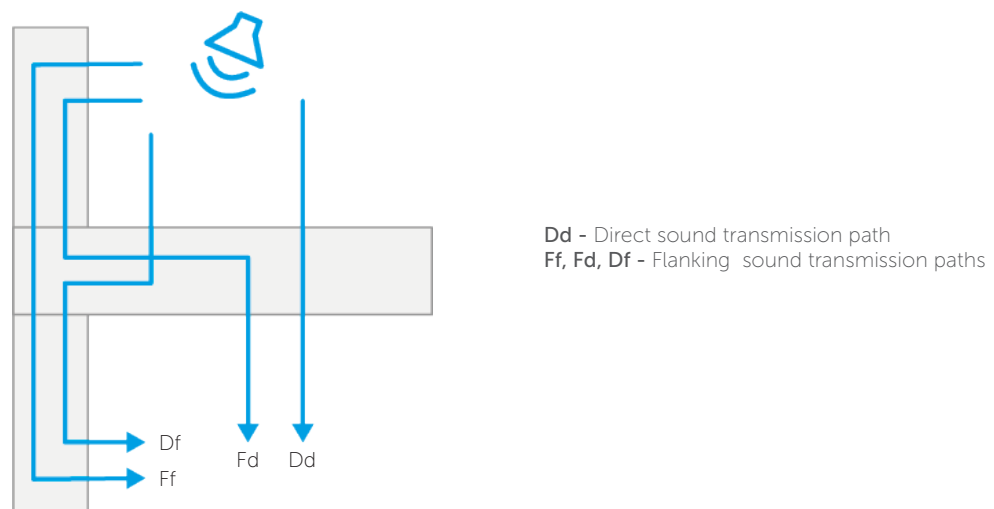 Dd - Direct sound transmission path
Ff, Fd, Df - Flanking sound transmission paths
Df
Fd
Dd
Ff